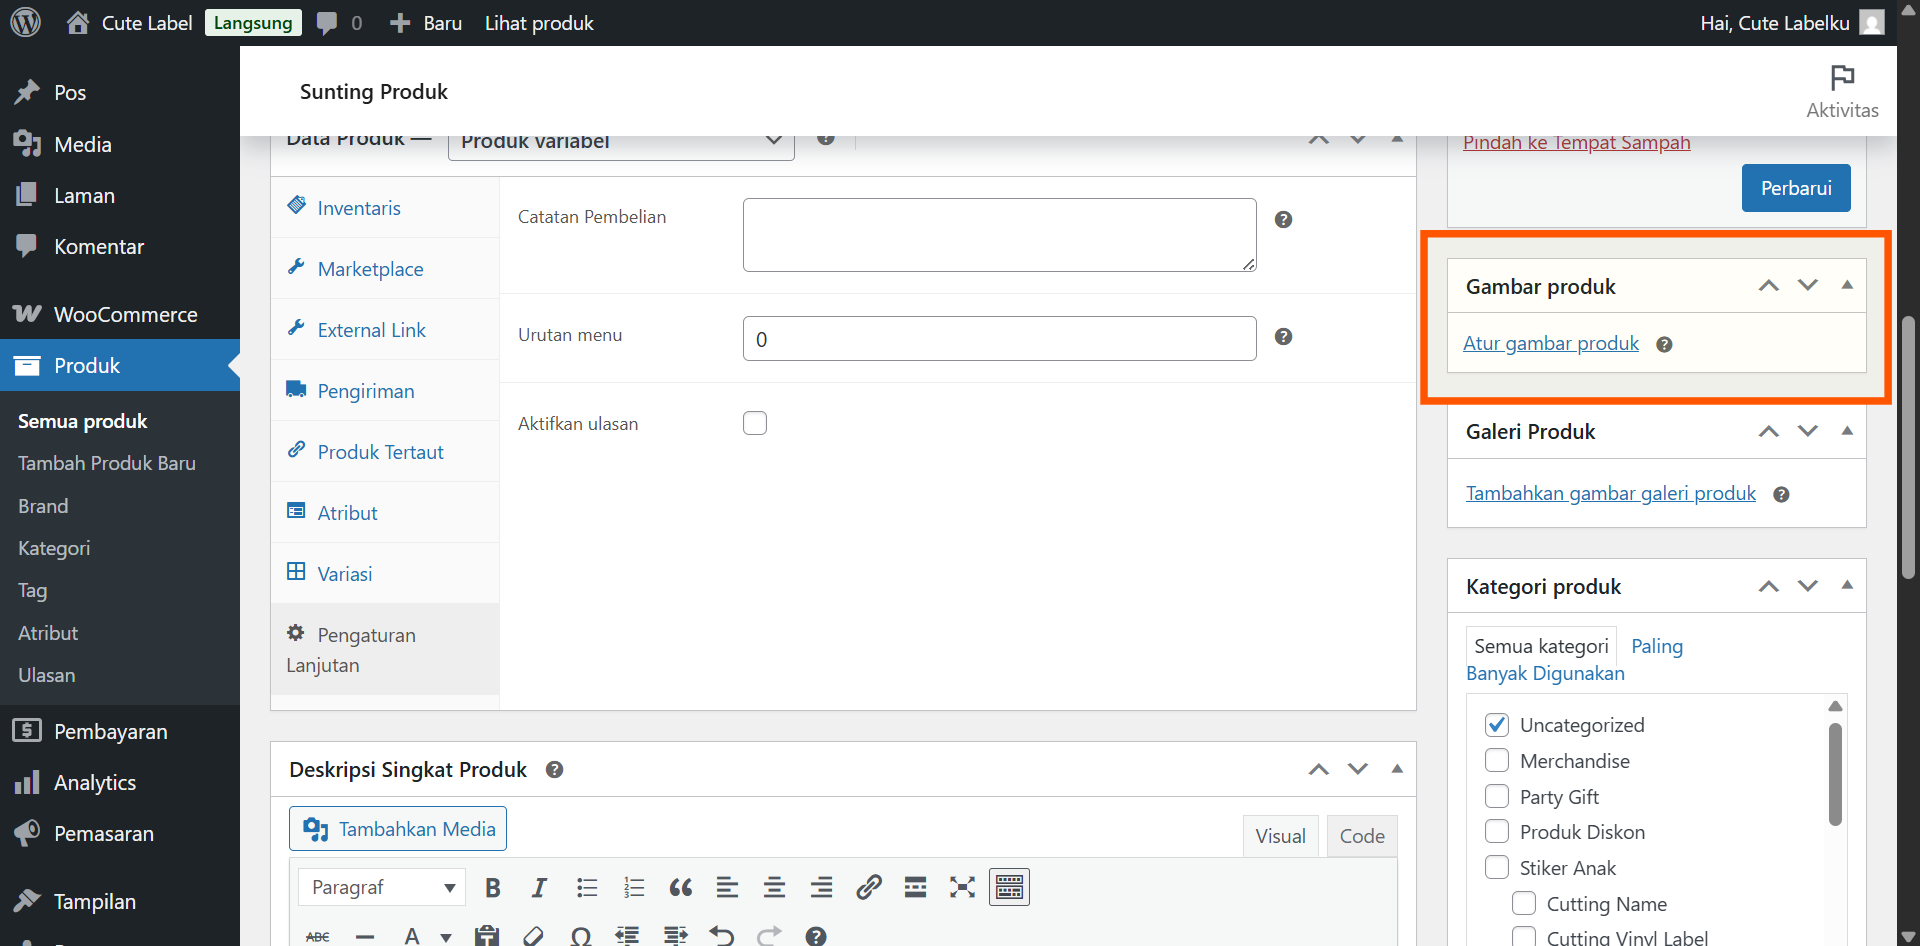 Cute Label
Langsung
0
Baru
Lihat produk
Hai, Cute Labelku
Pos
Media
Laman
Komentar
WooCommerce
Produk
Semua produk
Tambah Produk Baru
Brand
Kategori
Tag
Atribut
Ulasan
Pembayaran
Analytics
Pemasaran
Tampilan
Sunting Produk
Aktivitas
Data Produk —
Produk variabel
Inventaris
Marketplace
External Link
Pengiriman
Produk Tertaut
Atribut
Variasi
Pengaturan
Lanjutan
Catatan Pembelian
Urutan menu
0
Aktifkan ulasan
Deskripsi Singkat Produk
Tambahkan Media
Visual
Code
Paragraf
ABC
Pindah ke Tempat Sampah
Perbarui
Gambar produk
Atur gambar produk
Galeri Produk
Tambahkan gambar galeri produk
Kategori produk
Semua kategori
Paling
Banyak Digunakan
Uncategorized
Merchandise
Party Gift
Produk Diskon
Stiker Anak
Cutting Name
Cutting Vinyl Label